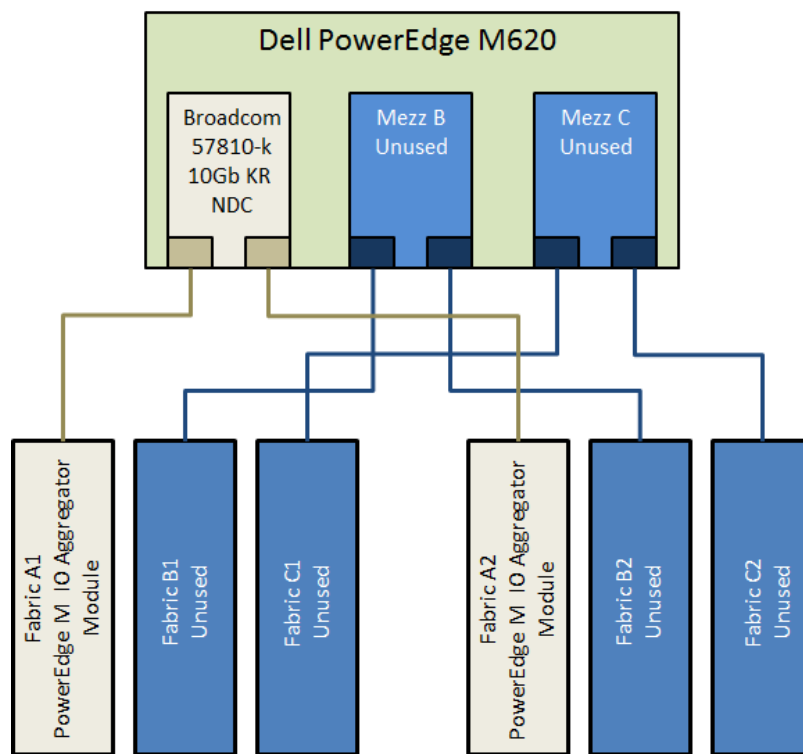 Dell PowerEdge M620
Broadcom
57810-k
10Gb KR
NDC
Mezz B
Unused
Mezz C
Unused
Fabric A1
PowerEdge M IO Aggregator
Module
Fabric B1
Unused
Fabric C1
Unused
Fabric A2
PowerEdge M IO Aggregator
Module
Fabric B2
Unused
Fabric C2
Unused